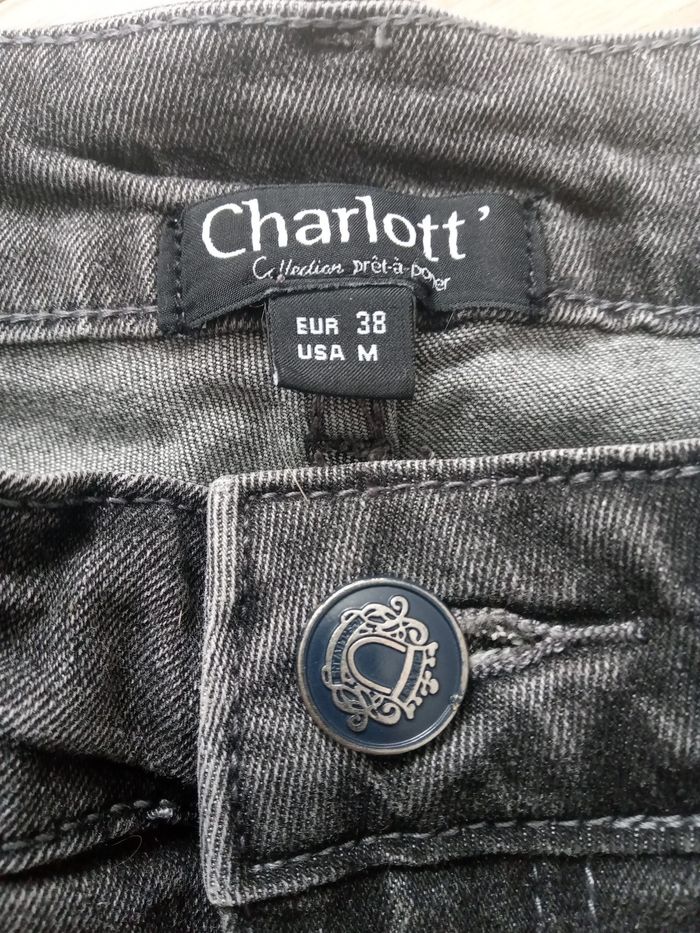 Charlott'
Collection prêt-à-porter
EUR 38
USA M